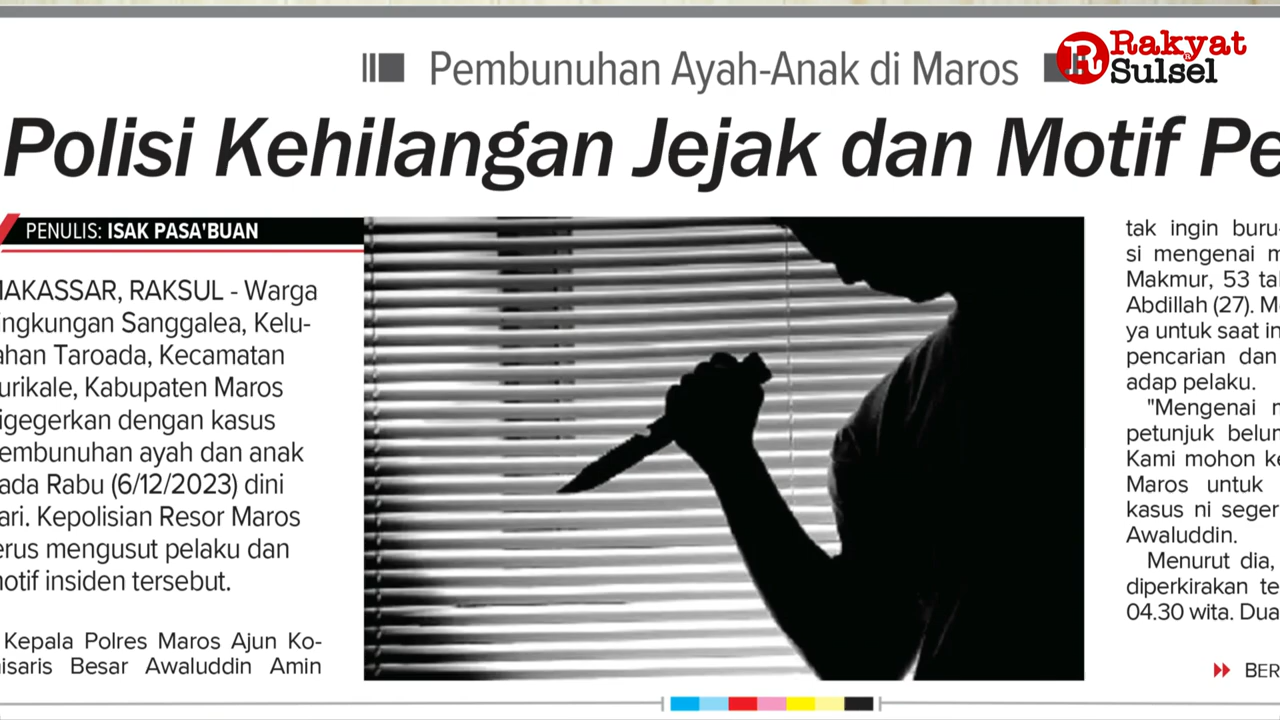 Rakyat
Sulsel
Pembunuhan Ayah-Anak di Maros
Polisi Kehilangan Jejak dan Motif Pe
PENULIS: ISAK PASA'BUAN
AKASSAR, RAKSUL - Warga
ingkungan Sanggalea, Kelu-
ahan Taroada, Kecamatan
urikale, Kabupaten Maros
igegerkan dengan kasus
embunuhan ayah dan anak
ada Rabu (6/12/2023) dini
ari. Kepolisian Resor Maros
erus mengusut pelaku dan
otif insiden tersebut.
Kepala Polres Maros Ajun Ko-
isaris Besar Awaluddin Amin
tak ingin buru-
si mengenai m
Makmur, 53 ta
Abdillah (27). M
ya untuk saat in
pencarian dan
adap pelaku.
"Mengenai m
petunjuk belum
Kami mohon ke
Maros untuk
kasus ni seger
Awaluddin.
Menurut dia,
diperkirakan te
04.30 wita. Dua
BER